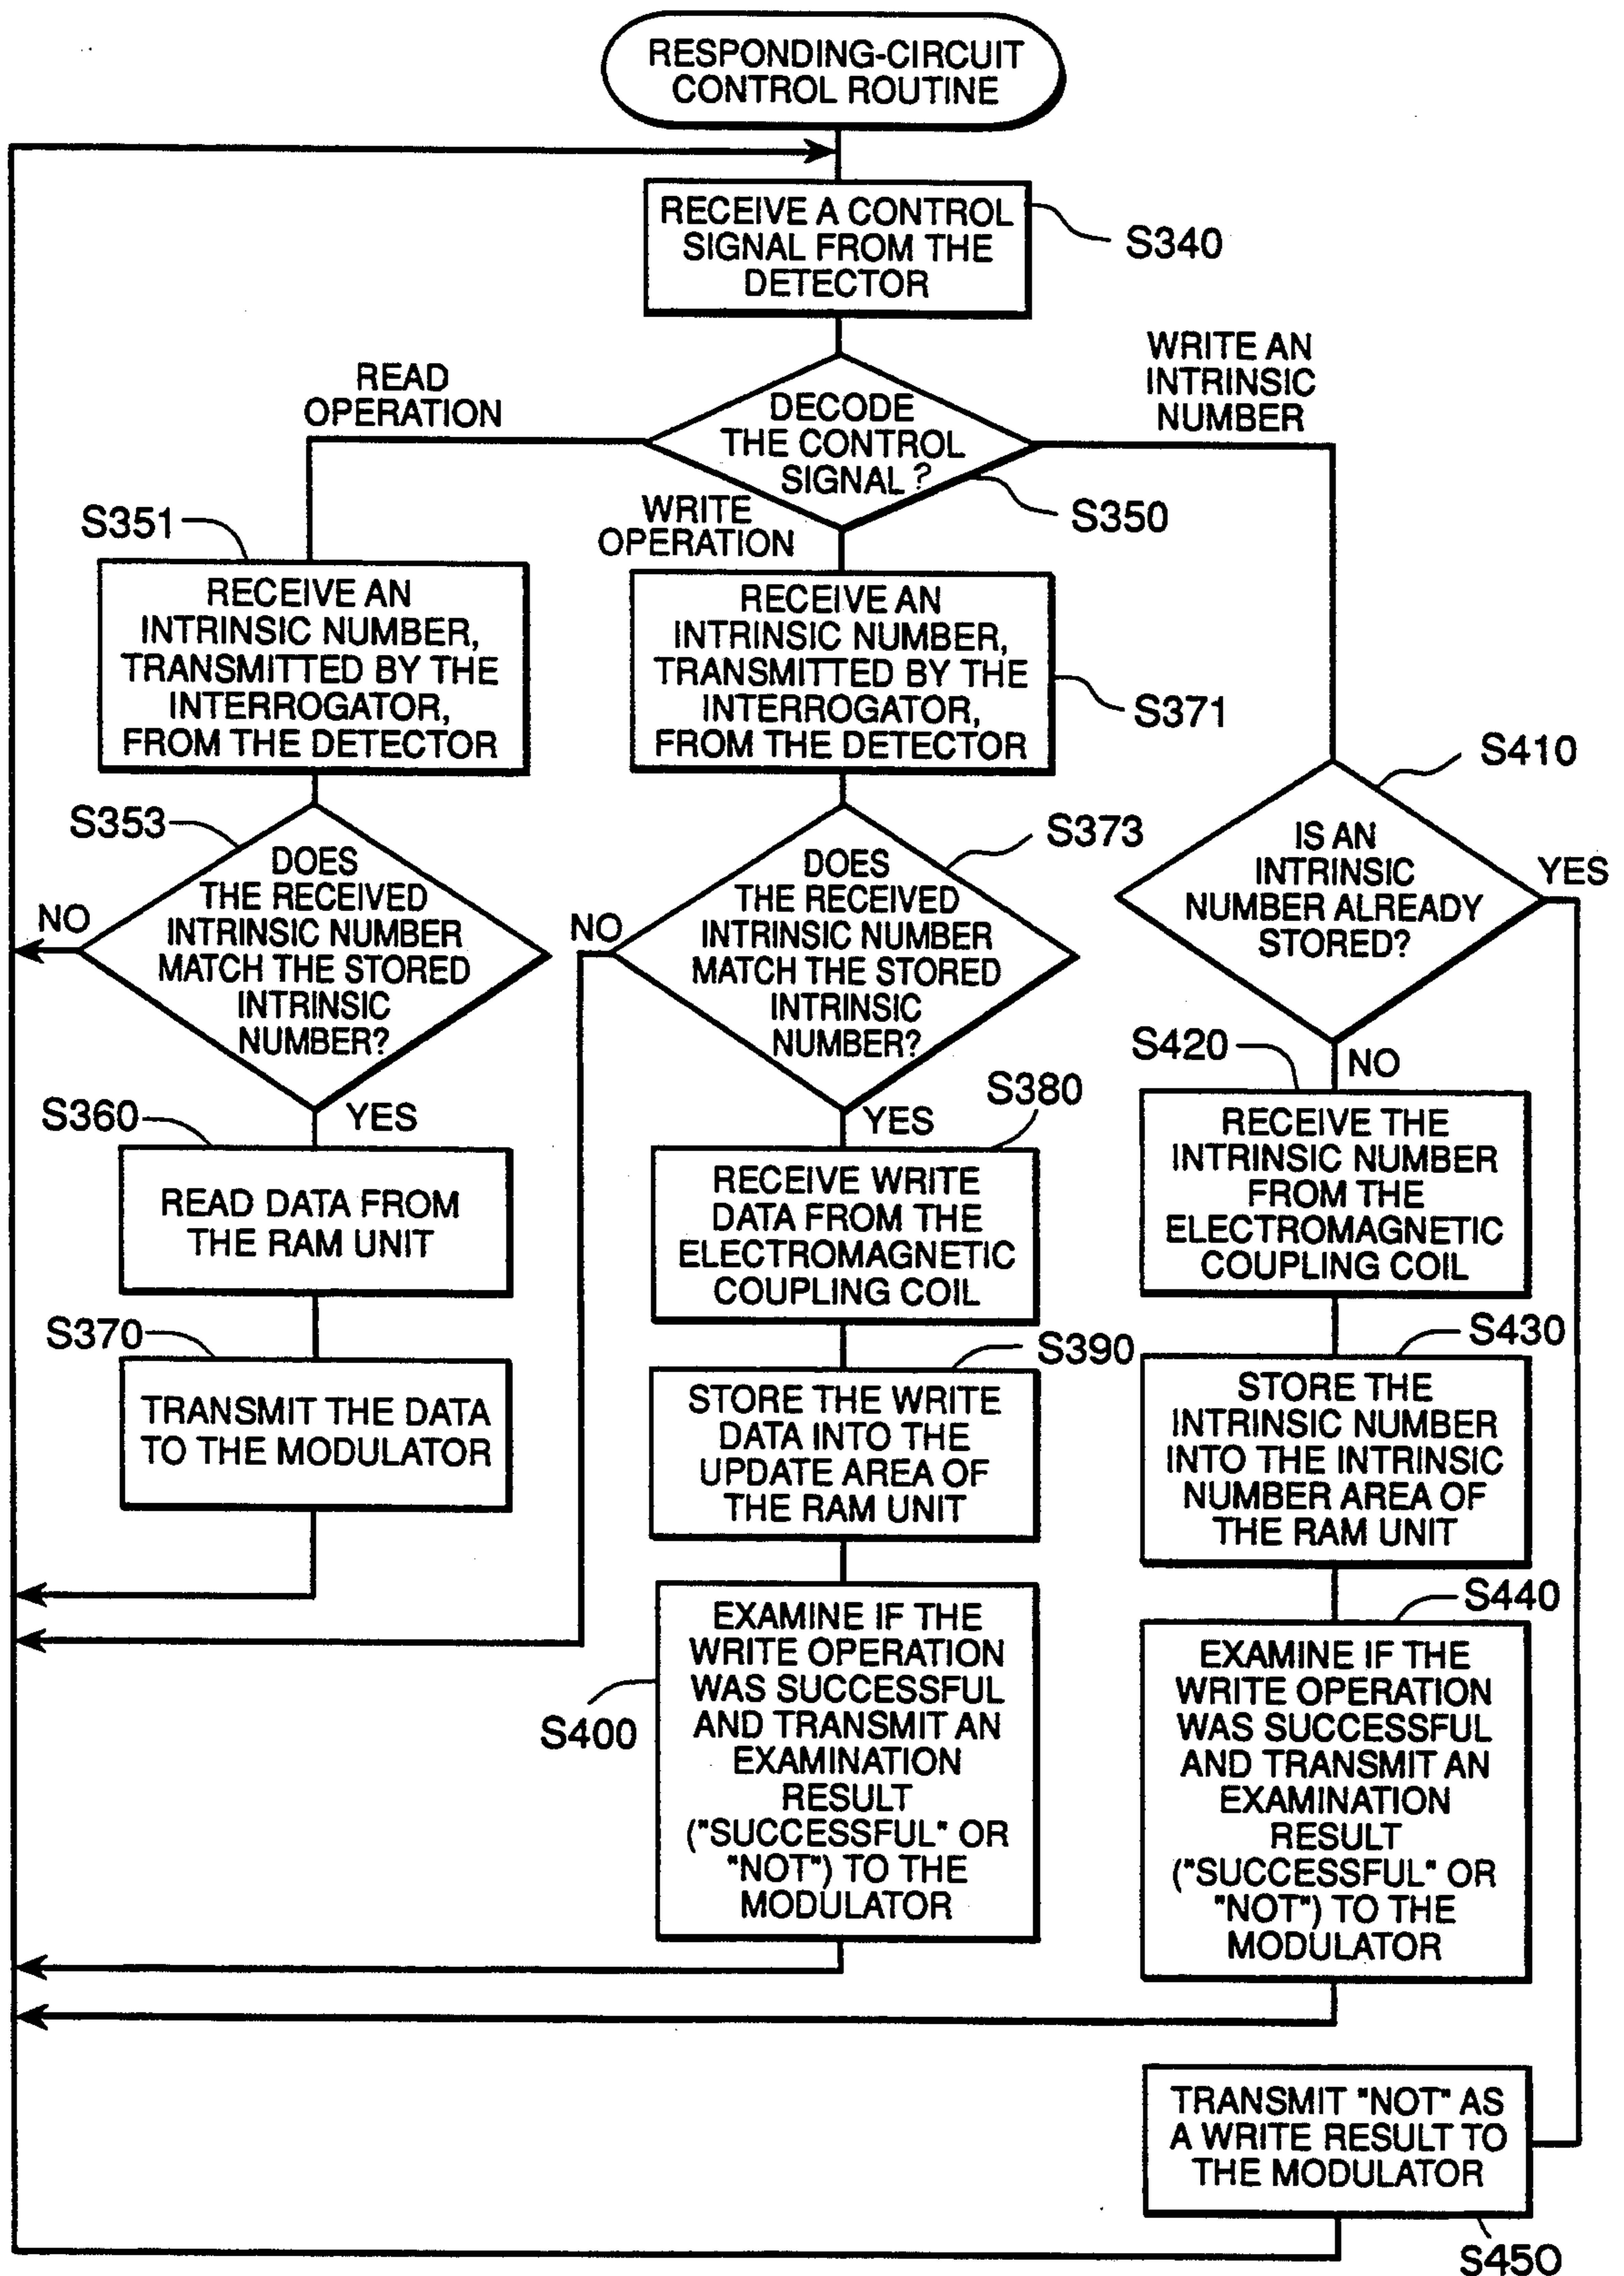 RESPONDING-CIRCUIT
CONTROL ROUTINE
RECEIVE A CONTROL
SIGNAL FROM THE
DETECTOR
S340
DECODE
THE CONTROL
SIGNAL?
S350
READ
OPERATION
WRITE
OPERATION
WRITE AN
INTRINSIC
NUMBER
S351
RECEIVE AN
INTRINSIC NUMBER,
TRANSMITTED BY THE
INTERROGATOR,
FROM THE DETECTOR
S353
DOES
THE RECEIVED
INTRINSIC NUMBER
MATCH THE STORED
INTRINSIC
NUMBER?
NO
YES
S360
READ DATA FROM
THE RAM UNIT
S370
TRANSMIT THE DATA
TO THE MODULATOR
RECEIVE AN
INTRINSIC NUMBER,
TRANSMITTED BY THE
INTERROGATOR,
FROM THE DETECTOR
S371
S373
DOES
THE RECEIVED
INTRINSIC NUMBER
MATCH THE STORED
INTRINSIC
NUMBER?
NO
YES
S380
RECEIVE WRITE
DATA FROM THE
ELECTROMAGNETIC
COUPLING COIL
S390
STORE THE WRITE
DATA INTO THE
UPDATE AREA OF
THE RAM UNIT
S400
EXAMINE IF THE
WRITE OPERATION
WAS SUCCESSFUL
AND TRANSMIT AN
EXAMINATION
RESULT
("SUCCESSFUL" OR
"NOT") TO THE
MODULATOR
S410
IS AN
INTRINSIC
NUMBER ALREADY
STORED?
YES
NO
S420
RECEIVE THE
INTRINSIC NUMBER
FROM THE
ELECTROMAGNETIC
COUPLING COIL
S430
STORE THE
INTRINSIC NUMBER
INTO THE INTRINSIC
NUMBER AREA OF
THE RAM UNIT
S440
EXAMINE IF THE
WRITE OPERATION
WAS SUCCESSFUL
AND TRANSMIT AN
EXAMINATION
RESULT
("SUCCESSFUL" OR
"NOT") TO THE
MODULATOR
TRANSMIT "NOT" AS
A WRITE RESULT TO
THE MODULATOR
S450